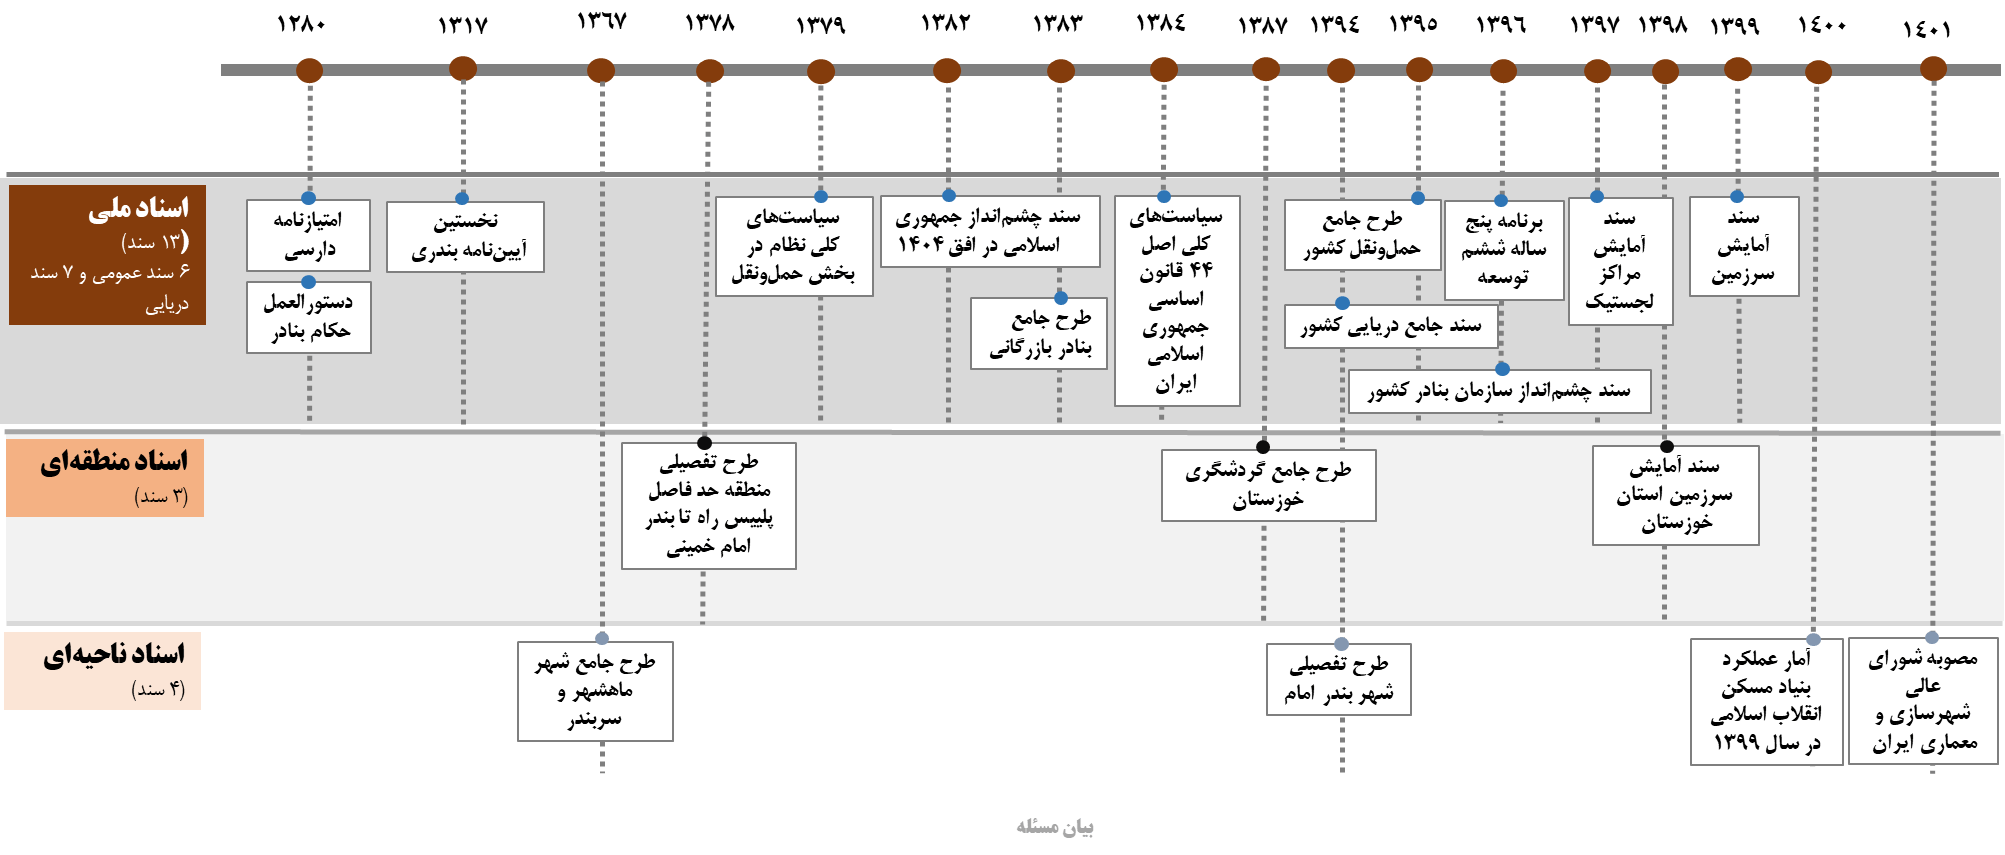 ۱۲۸۰
۱۳۱۷
۱۳۶۷
۱۳۷۸
۱۳۷۹
۱۳۸۲
۱۳۸۳
۱۳۸۴
۱۳۸۷
۱۳۹۴
۱۳۹۵
۱۳۹۶
۱۳۹۷
۱۳۹۸
۱۳۹۹
۱۴۰۰
۱۴۰۱
اسناد ملی
(۱۳ سند)
۶ سند عمومی و ۷ سند
دریایی
امتیازنامه
دارسی
دستورالعمل
حکام بنادر
نخستین
آیین‌نامه بندری
سیاست‌های
کلی نظام در
بخش حمل‌ونقل
سند چشم‌انداز جمهوری
اسلامی در افق ۱۴۰۴
طرح جامع
بنادر بازرگانی
سیاست‌های
کلی اصل
۴۴ قانون
اساسی
جمهوری
اسلامی
ایران
طرح جامع
حمل‌ونقل کشور
سند جامع دریایی کشور
برنامه پنج
ساله ششم
توسعه
سند چشم‌انداز سازمان بنادر کشور
سند
آمایش
مراکز
لجستیک
سند
آمایش
سرزمین
اسناد منطقه‌ای
(۳ سند)
طرح تفصیلی
منطقه حد فاصل
پلییس راه تا بندر
امام خمینی
طرح جامع گردشگری
خوزستان
سند آمایش
سرزمین استان
خوزستان
اسناد ناحیه‌ای
(۴ سند)
طرح جامع شهر
ماهشهر و
سربندر
طرح تفصیلی
شهر بندر امام
آمار عملکرد
بنیاد مسکن
انقلاب اسلامی
در سال ۱۳۹۹
مصوبه شورای
عالی
شهرسازی و
معماری ایران
بیان مسئله